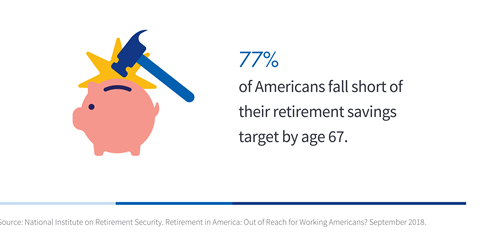 77%
of Americans fall short of
their retirement savings
target by age 67.
Source: National Institute on Retirement Security. Retirement in America: Out of Reach for Working Americans? September 2018.